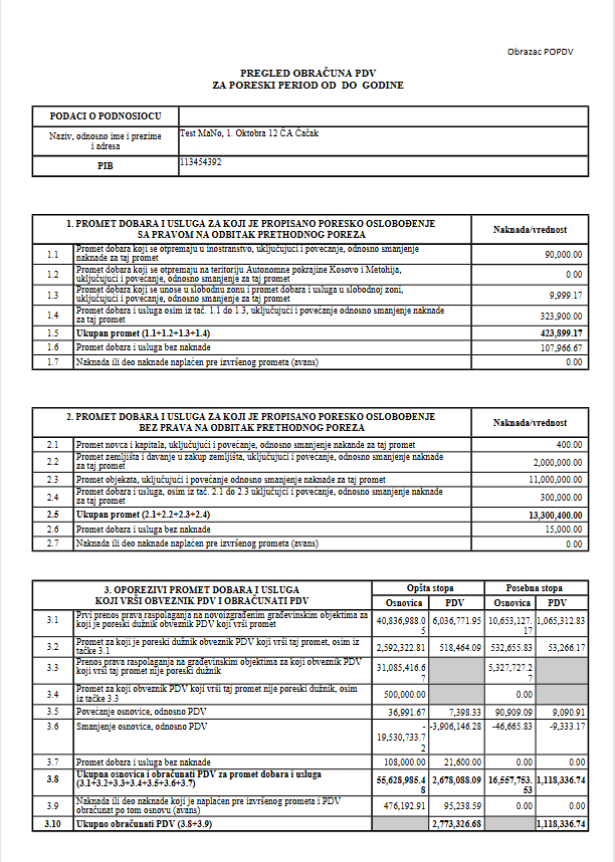 Obrazac POPDV
PREGLED OBRAČUNA PDV
ZA PORESKI PERIOD OD DO GODINE
PODACI O PODNOSIOCU
Naziv, odnosno ime i prezime
i adresa
Test MaNo, 1. Oktobra 12 ČA Čačak
PIB
113454392
1. PROMET DOBARA I USLUGA ZA KOJI JE PROPISANO PORESKO OSLOBOĐENJE
SA PRAVOM NA ODBITAK PRETHODNOG POREZA
Naknada/vrednost
1.1 Promet dobara koji se otpremaju u inostranstvo, uključujući i povećanje, odnosno smanjenje
naknade za taj promet 90,000.00
1.2 Promet dobara koji se otpremaju na teritoriju Autonomne pokrajine Kosovo i Metohija,
uključujući i povećanje, odnosno smanjenje za taj promet 0.00
1.3 Promet dobara koji se unose u slobodnu zonu i promet dobara i usluga u slobodnoj zoni,
uključujući i povećanje, odnosno smanjenje za taj promet 9,999.17
1.4 Promet dobara i usluga osim iz tač. 1.1 do 1.3, uključujući i povećanje odnosno smanjenje naknade
za taj promet 323,900.00
1.5 Ukupan promet (1.1+1.2+1.3+1.4) 423,899.17
1.6 Promet dobara i usluga bez naknade 107,966.67
1.7 Naknada ili deo naknade naplaćen pre izvršenog prometa (avans) 0.00
2. PROMET DOBARA I USLUGA ZA KOJI JE PROPISANO PORESKO OSLOBOĐENJE
BEZ PRAVA NA ODBITAK PRETHODNOG POREZA
Naknada/vrednost
2.1 Promet novca i kapitala, uključujući i povećanje, odnosno smanjenje nakande za taj promet 400.00
2.2 Promet zemljišta i davanje u zakup zemljišta, uključujući i povećanje, odnosno smanjenje naknade
za taj promet 2,000,000.00
2.3 Promet objekata, uključujući i povećanje odnosno smanjenje naknade za taj promet 11,000,000.00
2.4 Promet dobara i usluga, osim iz tač. 2.1 do 2.3 uključujući i povećanje, odnosno smanjenje naknade
za taj promet 300,000.00
2.5 Ukupan promet (2.1+2.2+2.3+2.4) 13,300,400.00
2.6 Promet dobara i usluga bez naknade 15,000.00
2.7 Naknada ili deo naknade naplaćen pre izvršenog prometa (avans) 0.00
3. OPOREZIVI PROMET DOBARA I USLUGA
KOJI VRŠI OBVEZNIK PDV I OBRAČUNATI PDV
Opšta stopa Posebna stopa
Osnovica PDV Osnovica PDV
3.1 Prvi prenos prava raspolaganja na novoizgrađenim građevinskim objektima za
koji je poreski dužnik obveznik PDV koji vrši promet
40,836,988.0 6,036,771.95 10,653,127. 1,065,312.83
5 17
3.2 Promet za koji je poreski dužnik obveznik PDV koji vrši taj promet, osim iz
tačke 3.1
2,592,322.81 518,464.09 532,655.83 53,266.17
3.3 Prenos prava raspolaganja na građevinskim objektima za koji obveznik PDV
koji vrši taj promet nije poreski dužnik
31,085,416.6 5,327,727.2
7 7
3.4 Promet za koji obveznik PDV koji vrši taj promet nije poreski dužnik, osim
iz tačke 3.3
500,000.00 0.00
3.5 Povećanje osnovice, odnosno PDV 36,991.67 7,398.33 90,909.09 9,090.91
3.6 Smanjenje osnovice, odnosno PDV - -3,906,146.28 -46,665.83 -9,333.17
19,530,733.7
2
3.7 Promet dobara i usluga bez naknade 108,000.00 21,600.00 0.00 0.00
3.8 Ukupna osnovica i obračunati PDV za promet dobara i usluga
(3.1+3.2+3.3+3.4+3.5+3.6+3.7)
55,628,985.4 2,678,088.09 16,557,753. 1,118,336.74
8 53
3.9 Naknada ili deo naknade koji je naplaćen pre izvršenog prometa i PDV
obračunat po tom osnovu (avans)
476,192.91 95,238.59 0.00 0.00
3.10 Ukupno obračunati PDV (3.8+3.9) 2,773,326.68 1,118,336.74